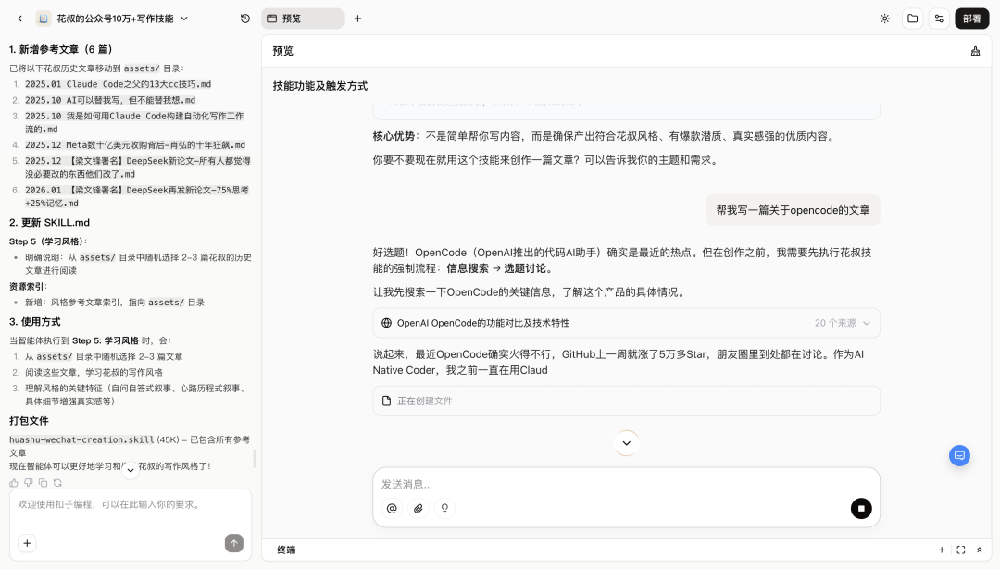 花叔的公众号10万+写作技能
预览
部署
1. 新增参考文章（6 篇）
已将以下花叔历史文章移动到 assets/ 目录：
1. 2025.01 Claude Code之父的13大cc技巧.md
2. 2025.10 AI可以替我写，但不能替我想.md
3. 2025.10 我是如何用Claude Code构建自动化写作工作
流的.md
4. 2025.12 Meta数十亿美元收购背后-肖弘的十年狂飙.md
5. 2025.12 【梁文锋署名】DeepSeek新论文-所有人都觉得
没必要改的东西他们改了.md
6. 2026.01 【梁文锋署名】DeepSeek再发新论文-75%思考
+25%记忆.md
2. 更新 SKILL.md
Step 5（学习风格）：
• 明确说明：从 assets/ 目录中随机选择 2-3 篇花叔的历史
文章进行阅读
资源索引：
• 新增：风格参考文章索引，指向 assets/ 目录
3. 使用方式
当智能体执行到 Step 5: 学习风格 时，会：
1. 从 assets/ 目录中随机选择 2-3 篇文章
2. 阅读这些文章，学习花叔的写作风格
3. 理解风格的关键特征（自问自答式叙事、心路历程式叙事、
具体细节增强真实感等）
打包文件
huashu-wechat-creation.skill (45K) – 已包含所有参考
文章
现在智能体可以更好地学习和 花叔的写作风格了！
欢迎使用扣子编程，可以在此输入你的要求。
预览
技能功能及触发方式
核心优势：不是简单帮你写内容，而是确保产出符合花叔风格、有爆款潜质、真实感强的优质内容。
你要不要现在就用这个技能来创作一篇文章？可以告诉我你的主题和需求。
帮我写一篇关于opencode的文章
好选题！OpenCode（OpenAI推出的代码AI助手）确实是最近的热点。但在创作之前，我需要先执行花叔技
能的强制流程：信息搜索 → 选题讨论。
让我先搜索一下OpenCode的关键信息，了解这个产品的具体情况。
OpenAI OpenCode的功能对比及技术特性
20 个来源
说起来，最近OpenCode确实火得不行，GitHub上一周就涨了5万多Star，朋友圈里到处都在讨论。作为AI
Native Coder，我之前一直在用Claud
正在创建文件
发送消息...
终端